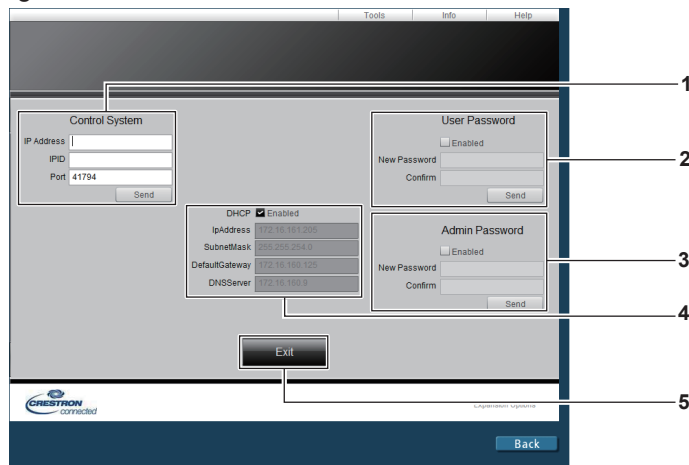 Tools Info Help
1
Control System
IP Address
IPID
Port 41794
Send
User Password
Enabled
New Password
Confirm
Send
2
DHCP Enabled
IpAddress 172.16.161.205
SubnetMask 255.255.254.0
DefaultGateway 172.16.160.125
DNSServer 172.16.160.9
Admin Password
Enabled
New Password
Confirm
Send
3
4
Exit
CRESTRON
connected
Expansion Options
5
Back